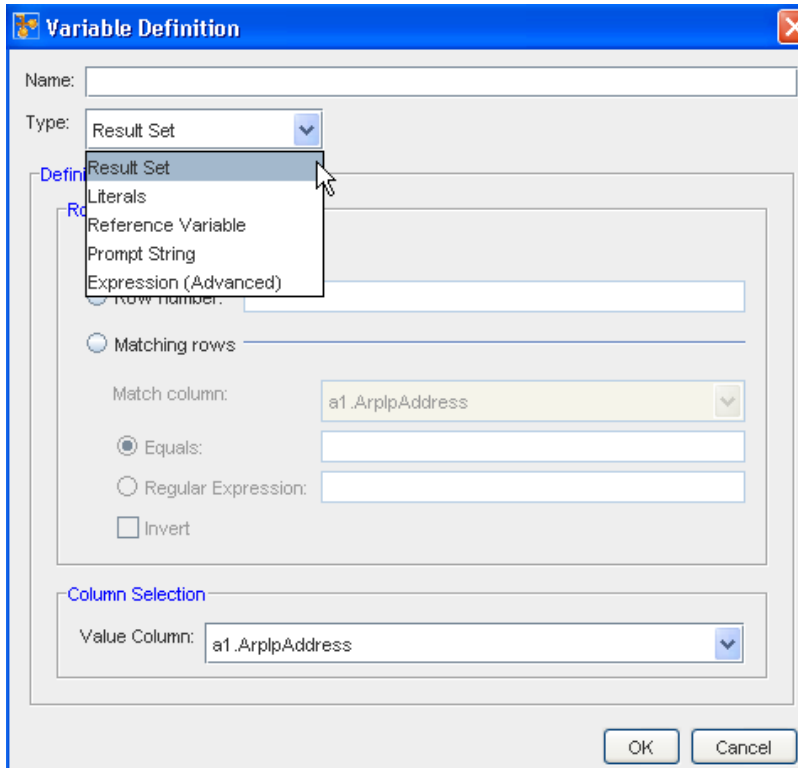 Variable Definition
Name:
Type:
Result Set
Result Set
Literals
Reference Variable
Prompt String
Expression (Advanced)
Row number:
Matching rows
Match column:
a1.ArpIpAddress
Equals:
Regular Expression:
Invert
Column Selection
Value Column:
a1.ArpIpAddress
OK
Cancel